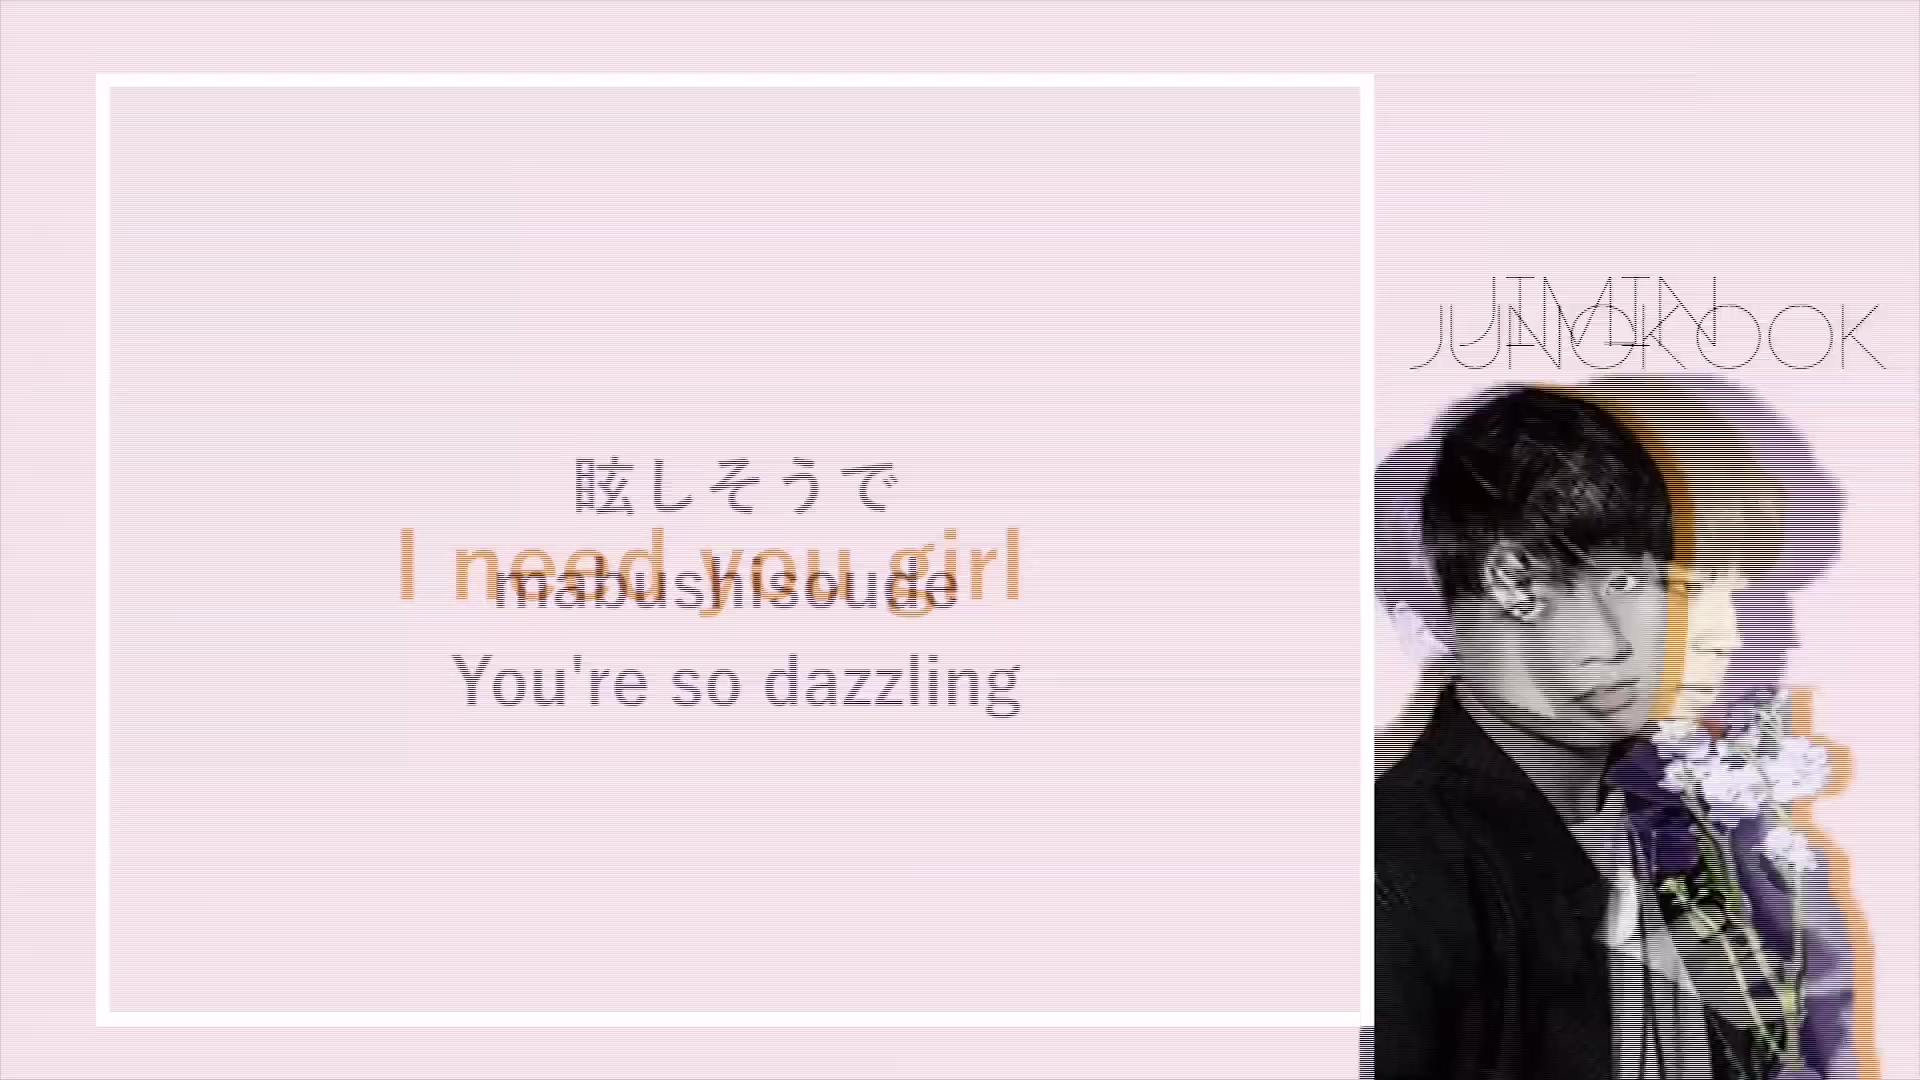 JIMIN
JUNGKOOK
眩しそうで
I need you girl
mabushisoude
You're so dazzling